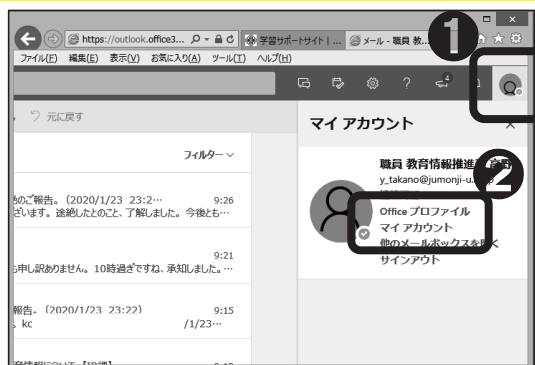 https://outlook.office3...
学習サポートサイト | ...
メール - 職員 教...
1
ファイル(F) 編集(E) 表示(V) お気に入り(A) ツール(T) ヘルプ(H)
4
元に戻す
マイ アカウント
フィルター
職員 教育情報推進
y_takano@jumonji-u.
2
Office プロファイル
マイ アカウント
他のメールボックスを開く
サインアウト
ご報告。(2020/1/23 23:2… 9:26
ざいます。途絶したとのこと、了解しました。今後とも…
9:21
も申し訳ありません。10時過ぎですね、承知しました。…
報告。(2020/1/23 23:22) 9:15
。kc /1/23…